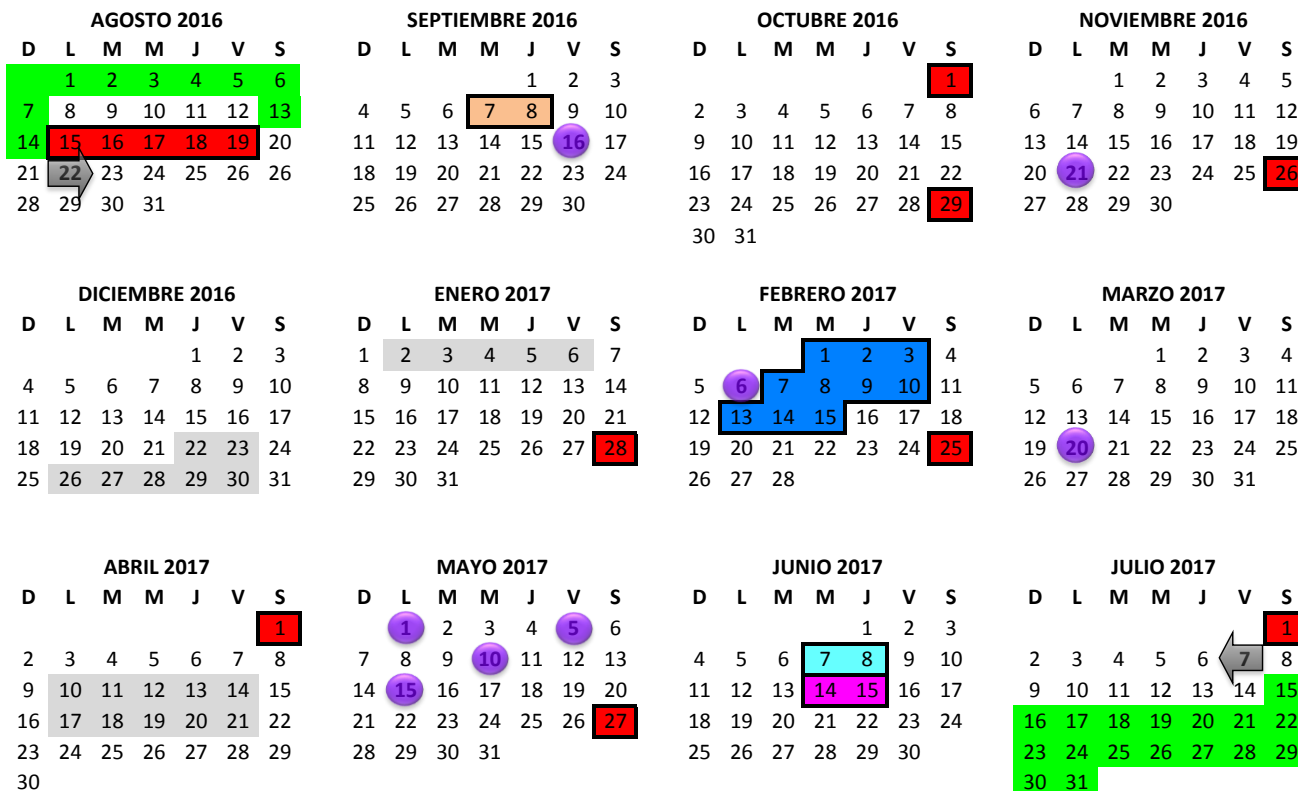 AGOSTO 2016
D L M M J V S
1 2 3 4 5 6
7 8 9 10 11 12 13
14 15 16 17 18 19 20
21 22 23 24 25 26 26
28 29 30 31
SEPTIEMBRE 2016
D L M M J V S
1 2 3
4 5 6 7 8 9 10
11 12 13 14 15 16 17
18 19 20 21 22 23 24
25 26 27 28 29 30
OCTUBRE 2016
D L M M J V S
1
2 3 4 5 6 7 8
9 10 11 12 13 14 15
16 17 18 19 20 21 22
23 24 25 26 27 28 29
30 31
NOVIEMBRE 2016
D L M M J V S
1 2 3 4 5
6 7 8 9 10 11 12
13 14 15 16 17 18 19
20 21 22 23 24 25 26
27 28 29 30
DICIEMBRE 2016
D L M M J V S
1 2 3
4 5 6 7 8 9 10
11 12 13 14 15 16 17
18 19 20 21 22 23 24
25 26 27 28 29 30 31
ENERO 2017
D L M M J V S
1 2 3 4 5 6 7
8 9 10 11 12 13 14
15 16 17 18 19 20 21
22 23 24 25 26 27 28
29 30 31
FEBRERO 2017
D L M M J V S
1 2 3 4
5 6 7 8 9 10 11
12 13 14 15 16 17 18
19 20 21 22 23 24 25
26 27 28
MARZO 2017
D L M M J V S
1 2 3 4
5 6 7 8 9 10 11
12 13 14 15 16 17 18
19 20 21 22 23 24 25
26 27 28 29 30 31
ABRIL 2017
D L M M J V S
1
2 3 4 5 6 7 8
9 10 11 12 13 14 15
16 17 18 19 20 21 22
23 24 25 26 27 28 29
30
MAYO 2017
D L M M J V S
1 2 3 4 5 6
7 8 9 10 11 12 13
14 15 16 17 18 19 20
21 22 23 24 25 26 27
28 29 30 31
JUNIO 2017
D L M M J V S
1 2 3
4 5 6 7 8 9 10
11 12 13 14 15 16 17
18 19 20 21 22 23 24
25 26 27 28 29 30
JULIO 2017
D L M M J V S
1
2 3 4 5 6 7 8
9 10 11 12 13 14 15
16 17 18 19 20 21 22
23 24 25 26 27 28 29
30 31